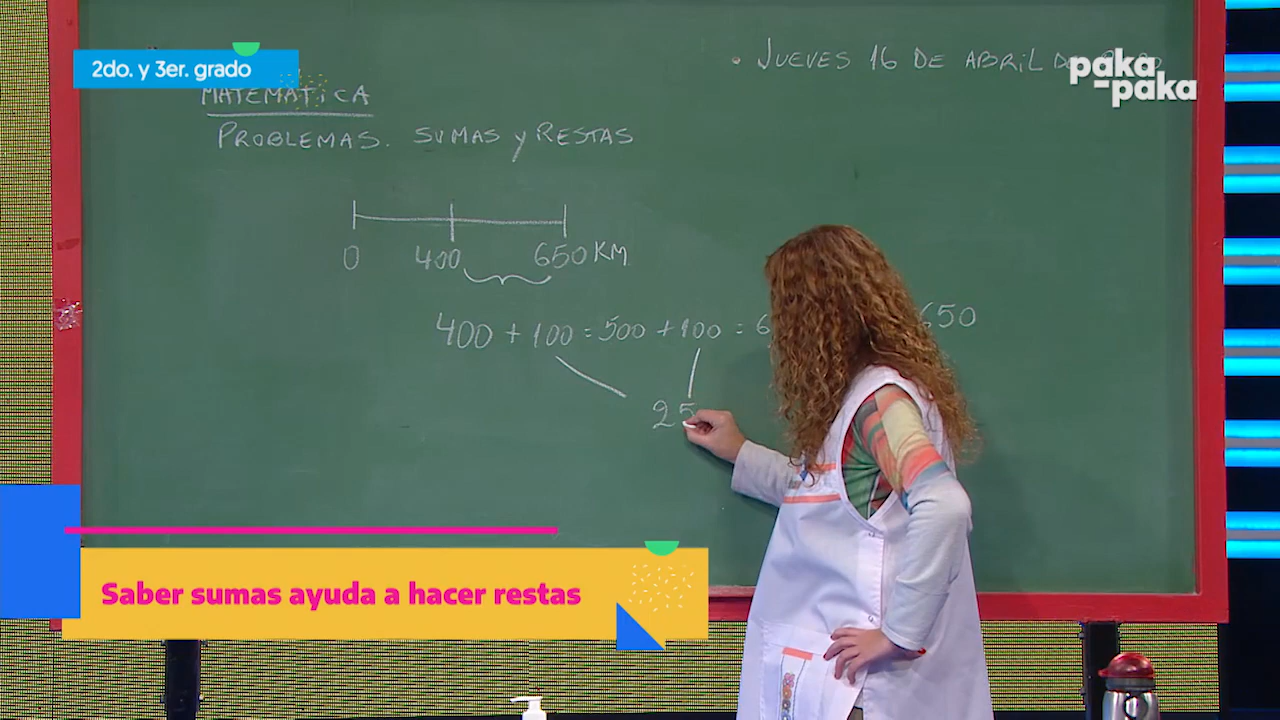 2do. y 3er. grado
• JUEVES 16 DE ABRIL
paka
-paka
MATEMÁTICA
PROBLEMAS. SUMAS y RESTAS
0 400 650 KM
400 + 100 = 500 + 100 = 6 650
25
Saber sumas ayuda a hacer restas